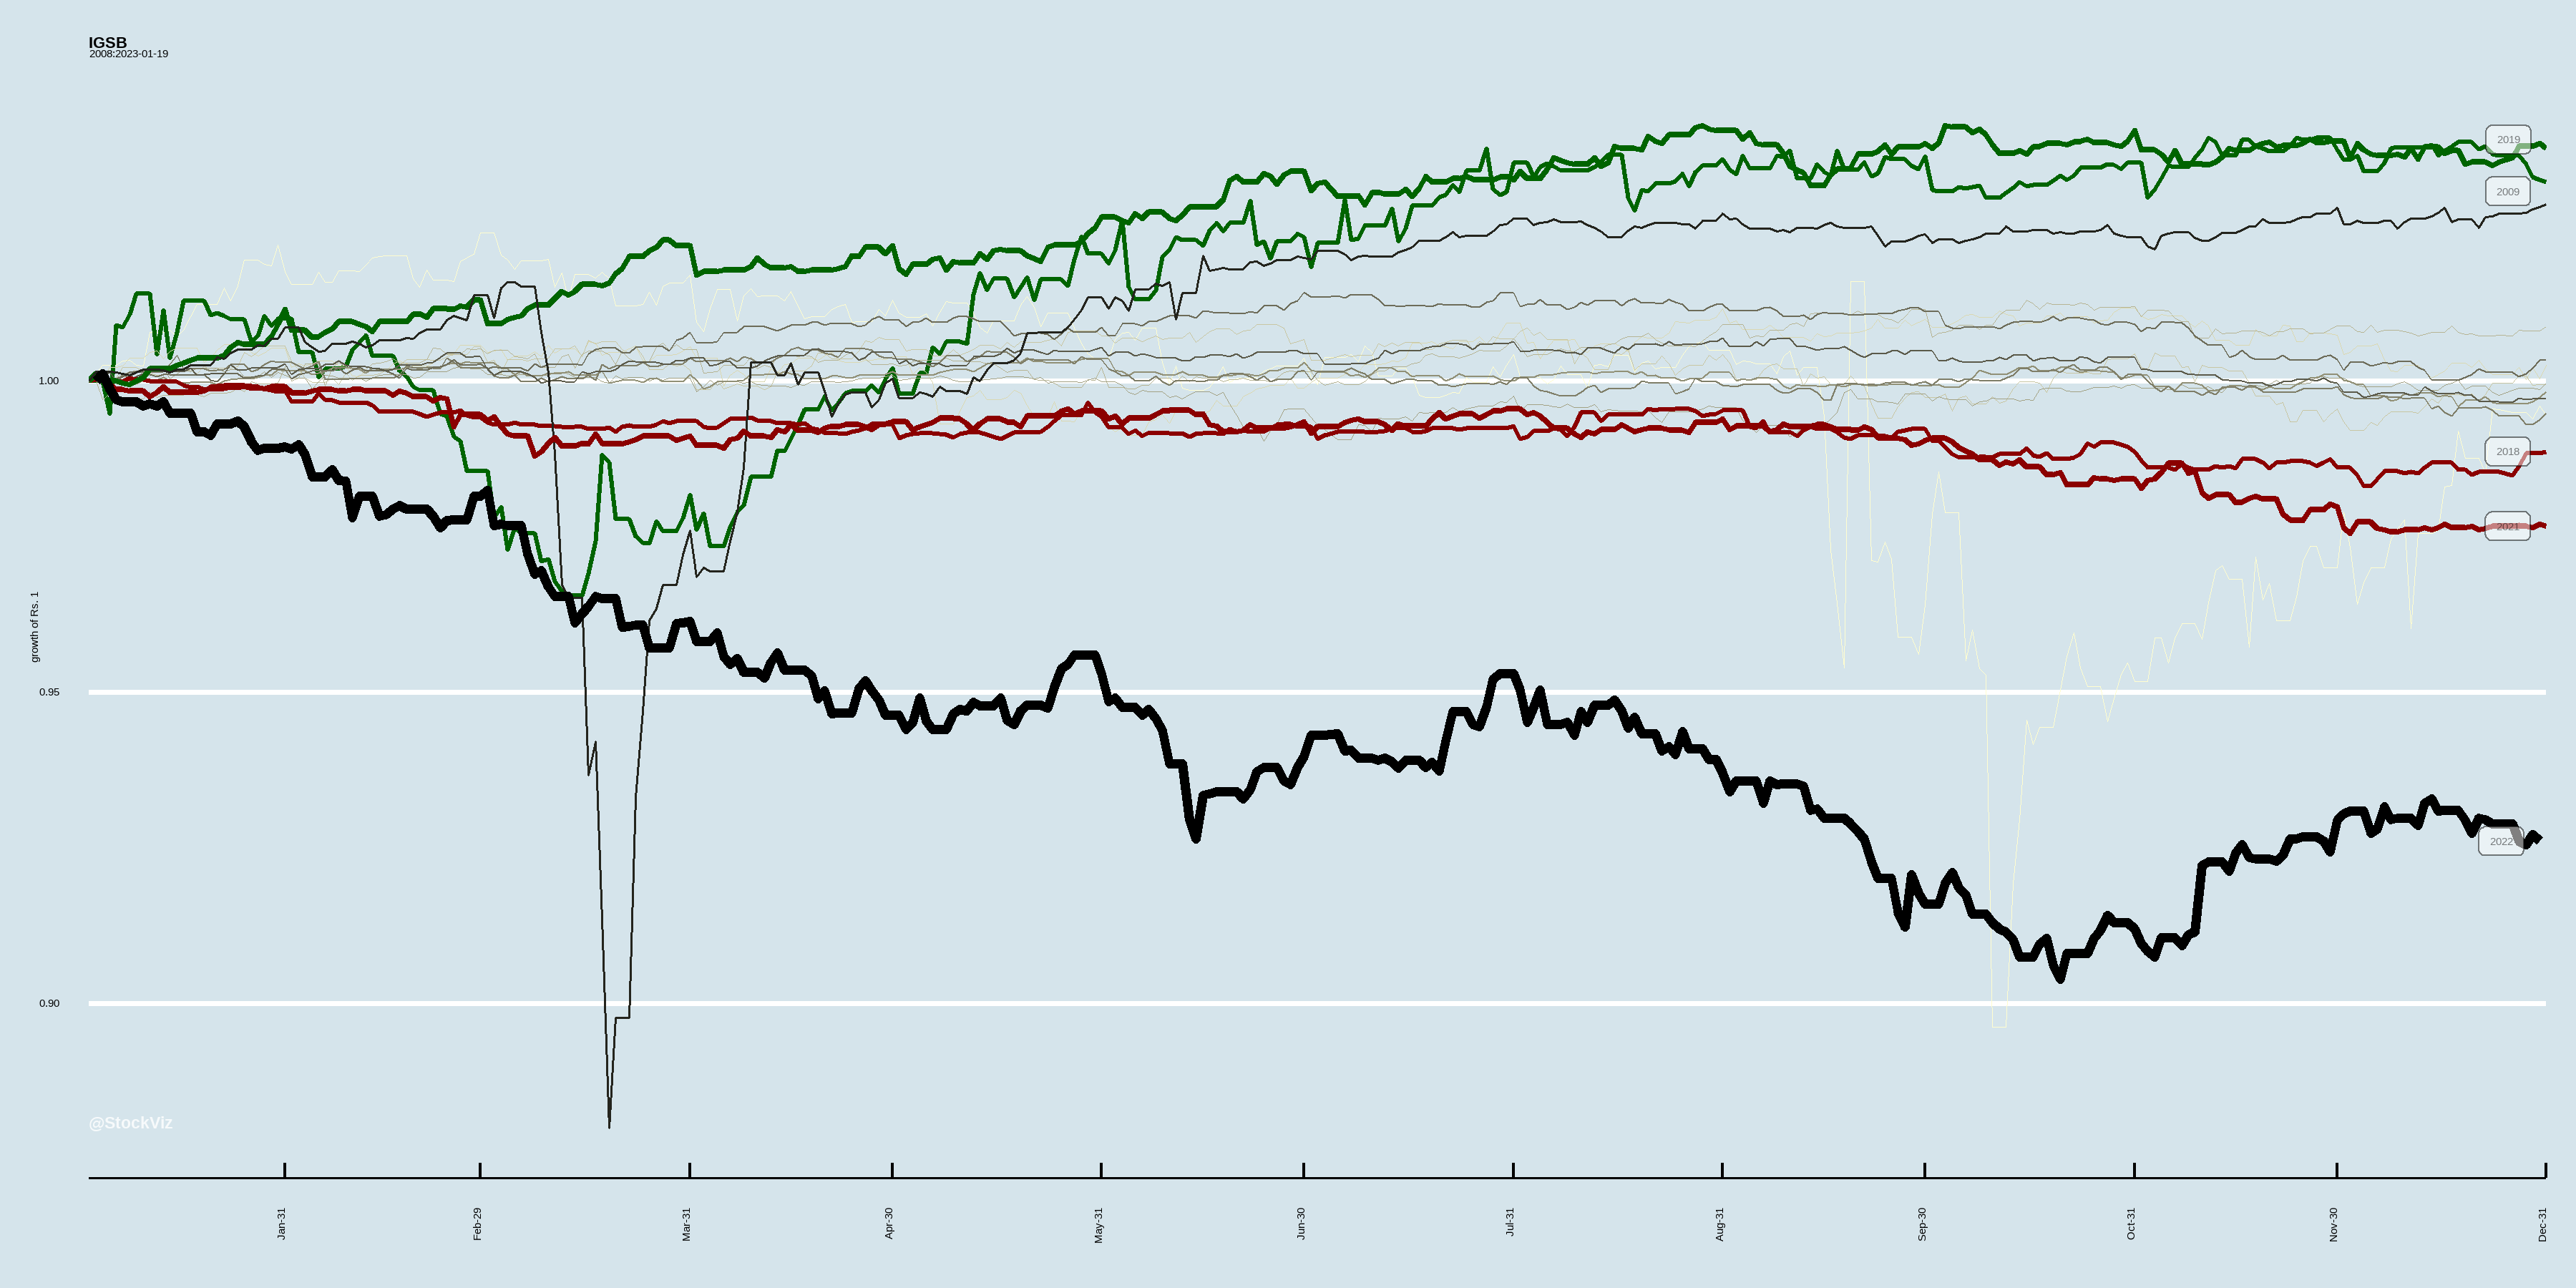 IGSB
2008:2023-01-19
2019
2009
1.00
2018
2021
growth of Rs. 1
0.95
2022
0.90
@StockViz
Jan-31
Feb-29
Mar-31
Apr-30
May-31
Jun-30
Jul-31
Aug-31
Sep-30
Oct-31
Nov-30
Dec-31